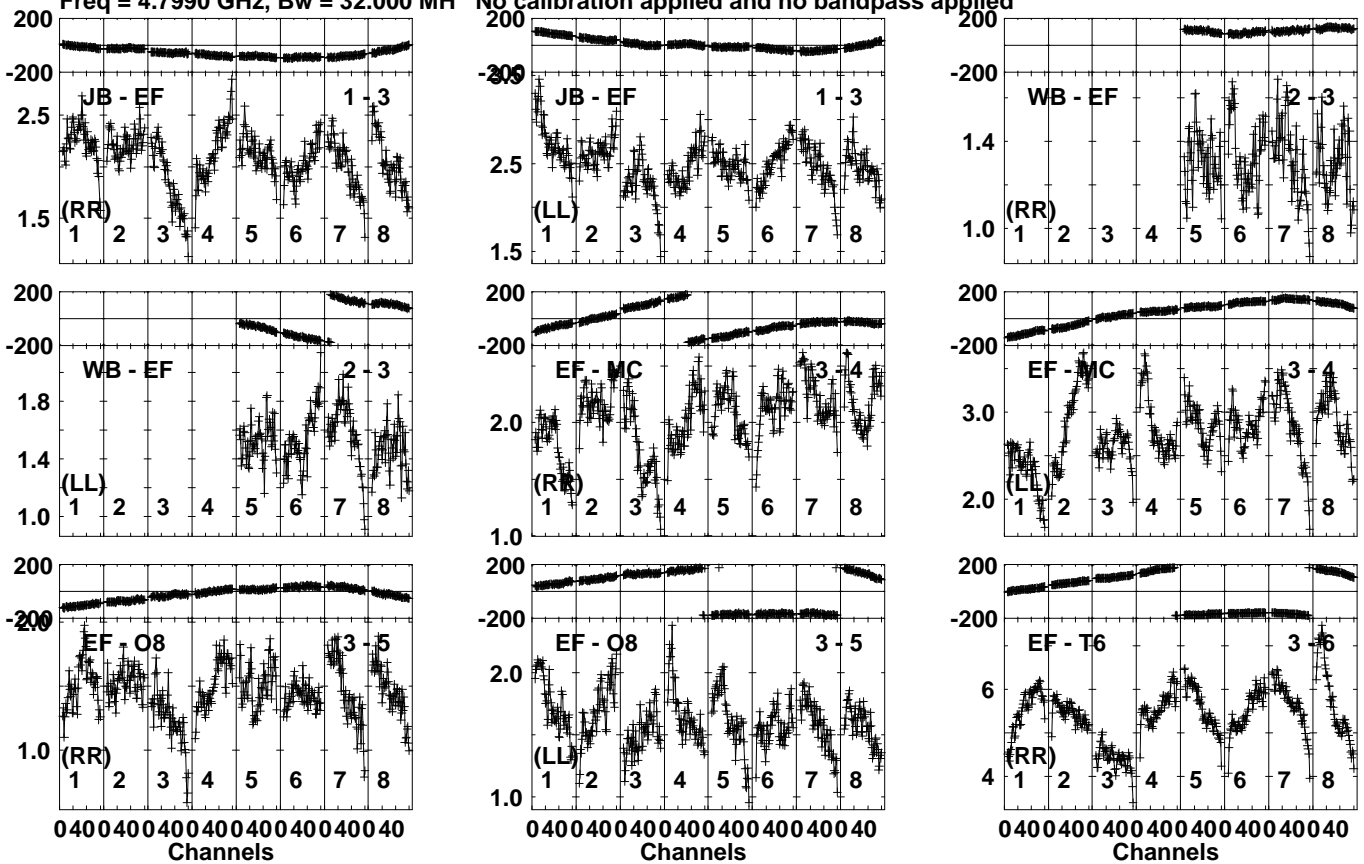 Freq = 4.7990 GHz, Bw = 32.000 MH No calibration applied and no bandpass applied
200
-200
JB - EF 1 - 3
2.5
1.5
(RR)
1 2 3 4 5 6 7 8
200
-200
3.5
JB - EF 1 - 3
2.5
1.5
(LL)
1 2 3 4 5 6 7 8
200
-200
WB - EF 2 - 3
1.4
1.0
(RR)
1 2 3 4 5 6 7 8
200
-200
WB - EF 2 - 3
1.8
1.4
1.0
(LL)
1 2 3 4 5 6 7 8
200
-200
EF - MC 3 - 4
2.0
1.0
(RR)
1 2 3 4 5 6 7 8
200
-200
EF - MC 3 - 4
3.0
2.0
(LL)
1 2 3 4 5 6 7 8
200
-200
2.0
EF - O8 3 - 5
1.0
(RR)
1 2 3 4 5 6 7 8
0 40 0 40 0 40 0 40 0 40 0 40 0 40 0 40
Channels
200
-200
EF - O8 3 - 5
2.0
1.0
(LL)
1 2 3 4 5 6 7 8
0 40 0 40 0 40 0 40 0 40 0 40 0 40 0 40
Channels
200
-200
EF - T6 3 - 6
6
4
(RR)
1 2 3 4 5 6 7 8
0 40 0 40 0 40 0 40 0 40 0 40 0 40 0 40
Channels